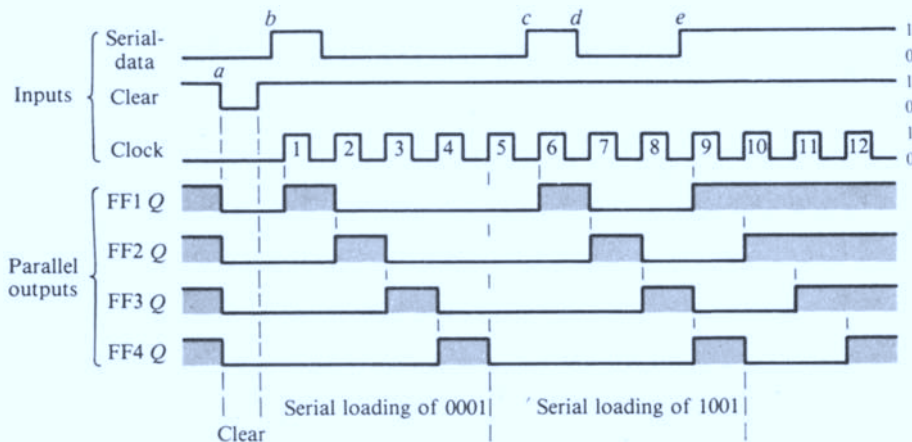 b c d e
Serial-
data
1
0
a
Inputs
Clear
1
0
Clock
1 2 3 4 5 6 7 8 9 10 11 12
1
0
FF1 Q
FF2 Q
Parallel
outputs
FF3 Q
FF4 Q
Serial loading of 0001
Serial loading of 1001
Clear